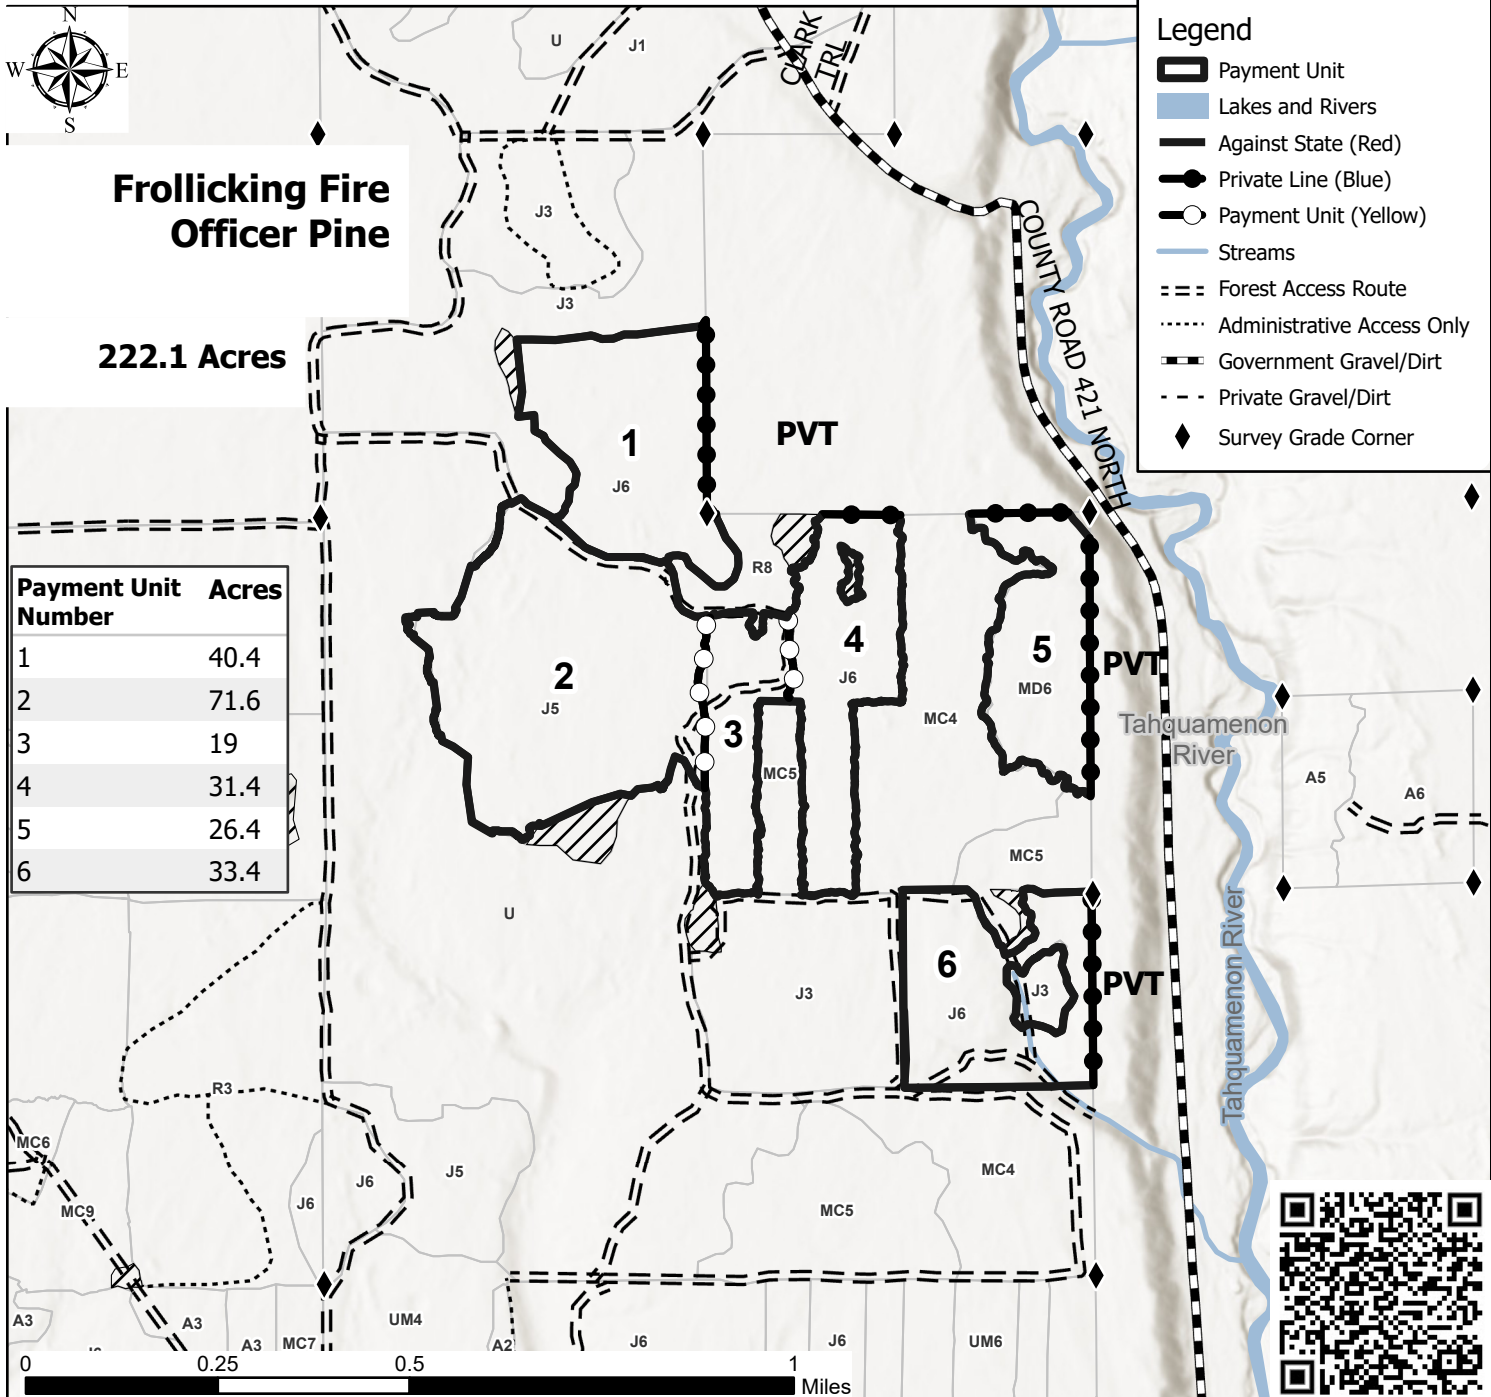 N
W E
S
Frollicking Fire
Officer Pine
222.1 Acres
Legend
Payment Unit
Lakes and Rivers
Against State (Red)
Private Line (Blue)
Payment Unit (Yellow)
Streams
Forest Access Route
Administrative Access Only
Government Gravel/Dirt
Private Gravel/Dirt
Survey Grade Corner
Payment Unit Number Acres
1 40.4
2 71.6
3 19
4 31.4
5 26.4
6 33.4
U
J1
CLARK
TRL
J3
J3
COUNTY ROAD 421 NORTH
1
J6
PVT
R8
2
J5
3
4
J6
5
MD6
PVT
MC4
MC5
Tahquamenon
River
A5
A6
MC5
U
6
J6
J3
PVT
J3
Tahquamenon River
R3
MC6
MC9
J6
J6
J5
MC4
MC5
A3
A3
A3
MC7
UM4
A2
J6
J6
UM6
0 0.25 0.5 1
Miles